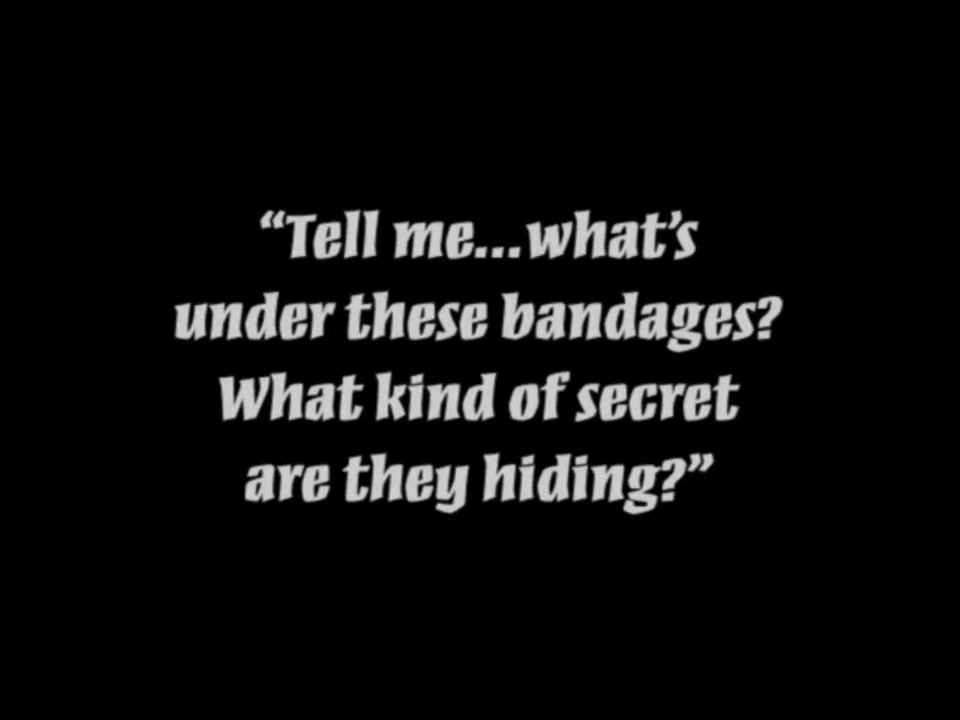 “Tell me...what’s
under these bandages?
What kind of secret
are they hiding?”